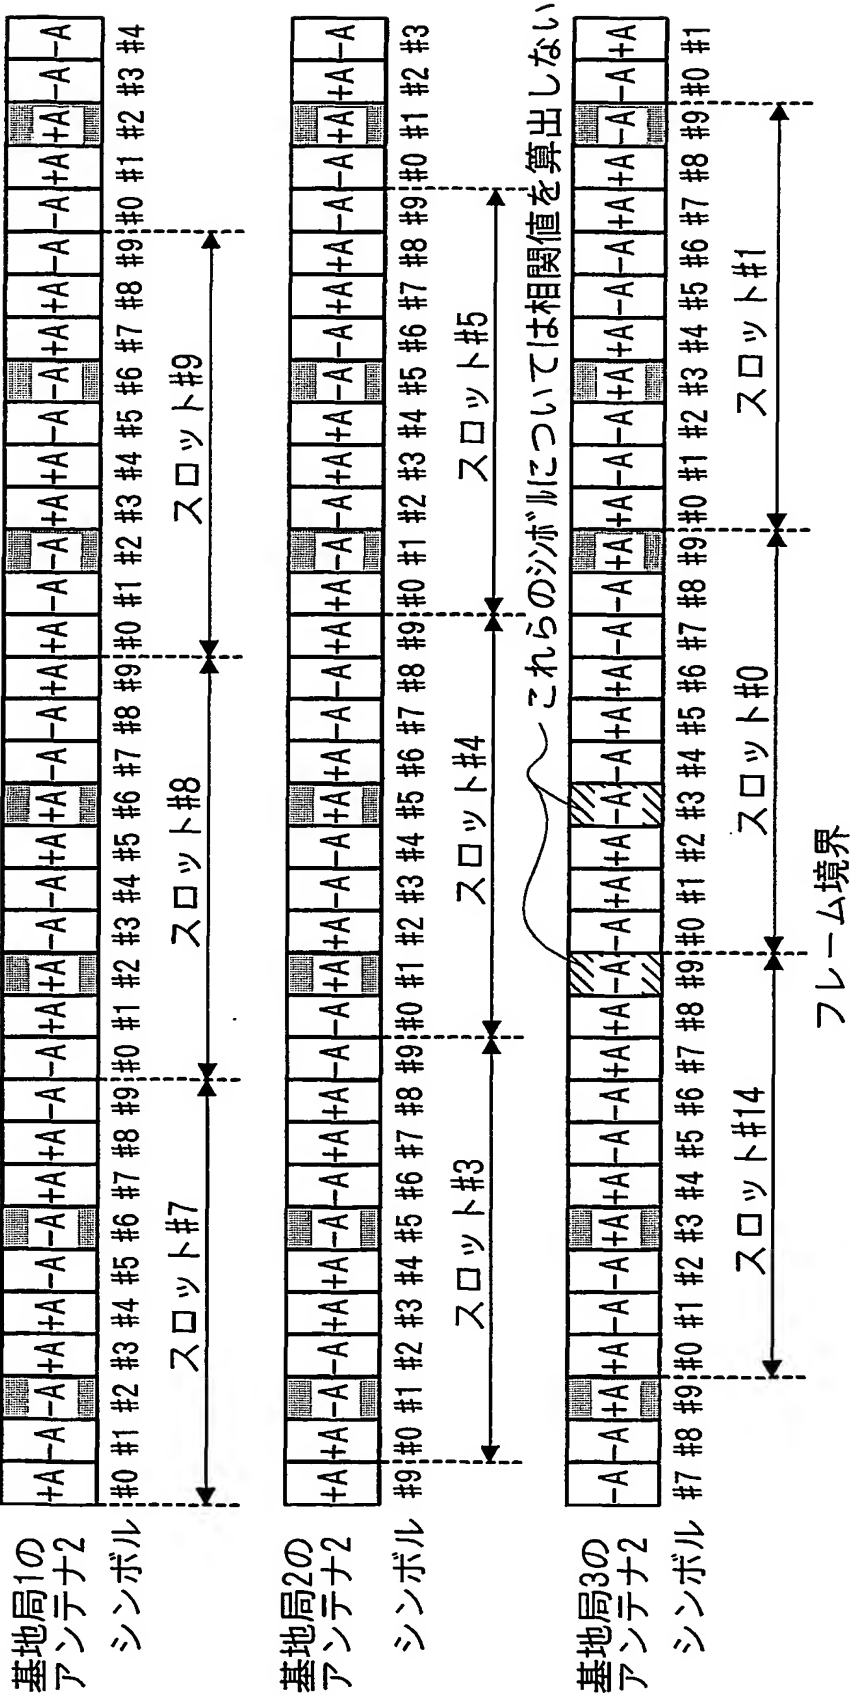 基地局1の
アンテナ2
+A -A -A +A +A -A -A +A +A -A -A +A +A -A -A +A +A -A -A +A +A -A -A +A +A -A -A +A +A -A -A +A +A -A -A
シンボル #0 #1 #2 #3 #4 #5 #6 #7 #8 #9 #0 #1 #2 #3 #4 #5 #6 #7 #8 #9 #0 #1 #2 #3 #4 #5 #6 #7 #8 #9 #0 #1 #2 #3 #4
スロット#7 スロット#8 スロット#9
基地局2の
アンテナ2
+A +A -A -A +A +A -A -A +A +A -A -A +A +A -A -A +A +A -A -A +A +A -A -A +A +A -A -A +A +A -A -A +A +A -A
シンボル #9 #0 #1 #2 #3 #4 #5 #6 #7 #8 #9 #0 #1 #2 #3 #4 #5 #6 #7 #8 #9 #0 #1 #2 #3 #4 #5 #6 #7 #8 #9 #0 #1 #2 #3
スロット#3 スロット#4 スロット#5
これらのシンボルについては相関値を算出しない
基地局3の
アンテナ2
-A -A +A +A -A -A +A +A -A -A +A +A -A -A +A +A -A -A +A +A -A -A +A +A -A -A +A +A -A -A +A +A -A -A +A
シンボル #7 #8 #9 #0 #1 #2 #3 #4 #5 #6 #7 #8 #9 #0 #1 #2 #3 #4 #5 #6 #7 #8 #9 #0 #1 #2 #3 #4 #5 #6 #7 #8 #9 #0 #1
スロット#14 スロット#0 スロット#1
フレーム境界